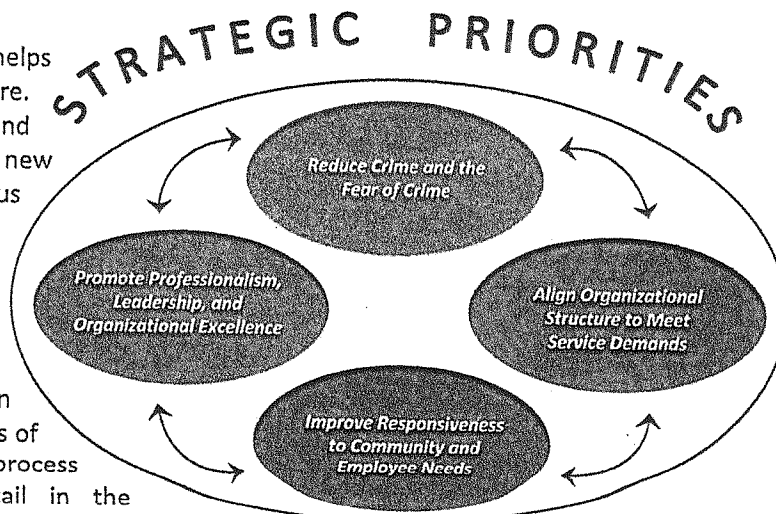 STRATEGIC PRIORITIES
helps
re.
nd
new
us
n
s of
process
tail in the
Reduce Crime and the
Fear of Crime
Promote Professionalism,
Leadership, and
Organizational Excellence
Align Organizational
Structure to Meet
Service Demands
Improve Responsiveness
to Community and
Employee Needs